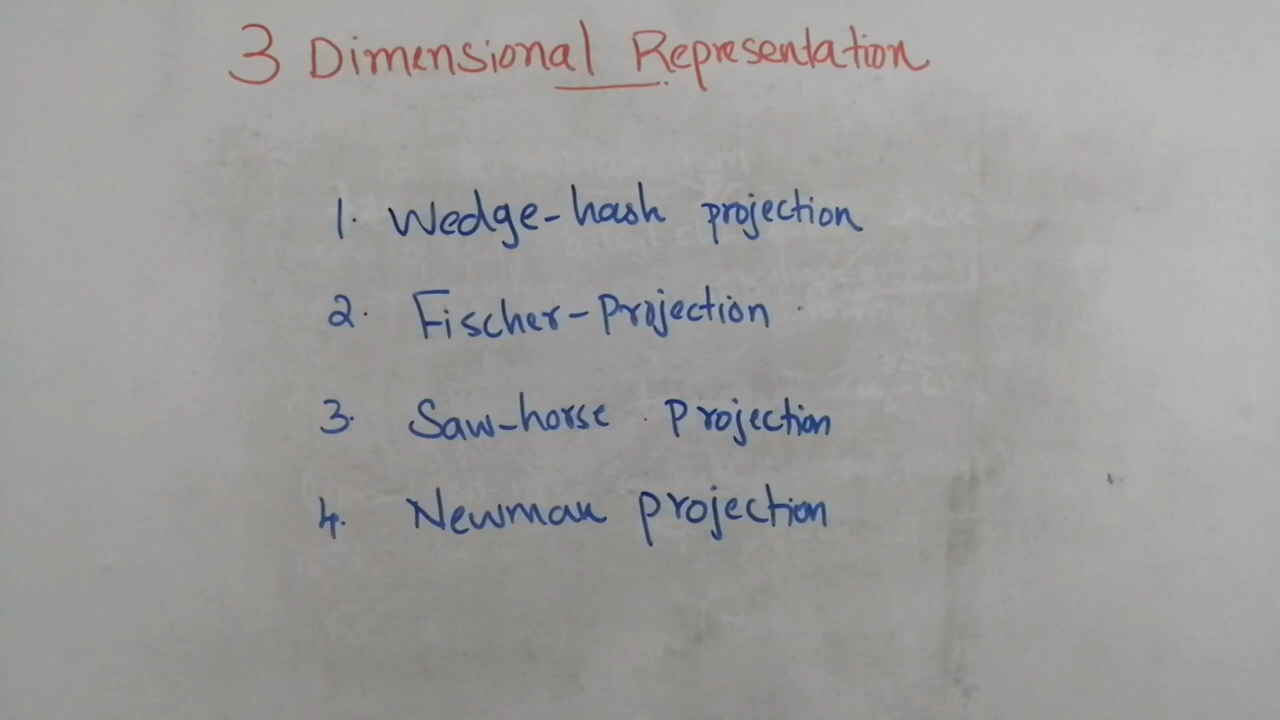 3 Dimensional Representation
1. Wedge-hash projection
2. Fischer-Projection
3. Saw-horse Projection
4. Newman projection